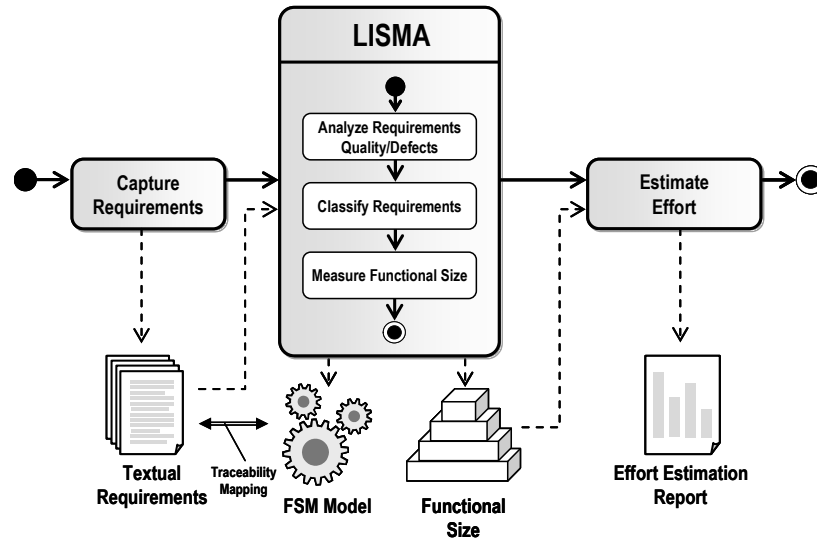 LISMA
Analyze Requirements
Quality/Defects
Classify Requirements
Measure Functional Size
Capture
Requirements
Estimate
Effort
Textual
Requirements
Traceability
Mapping
FSM Model
Functional
Size
Effort Estimation
Report